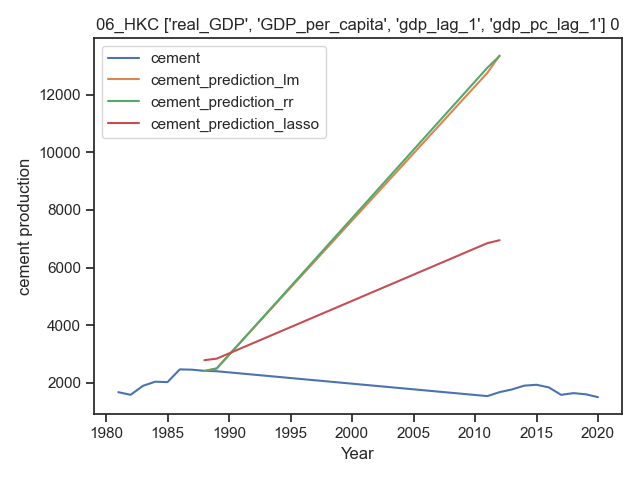 06_HKC ['real_GDP', 'GDP_per_capita', 'gdp_lag_1', 'gdp_pc_lag_1'] 0
cement
cement_prediction_lm
cement_prediction_rr
cement_prediction_lasso
12000
10000
8000
6000
4000
2000
cement production
1980 1985 1990 1995 2000 2005 2010 2015 2020
Year